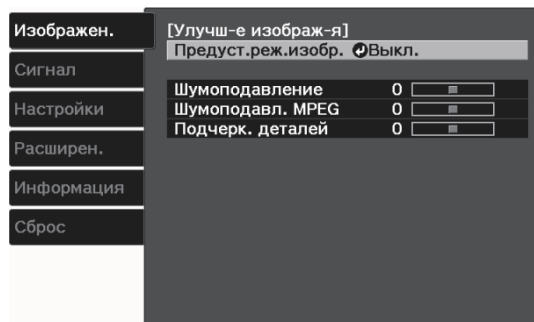 Изображен.
Сигнал
Настройки
Расширен.
Информация
Сброс
[Улучш-е изображ-я]
Предуст.реж.изобр. Выкл.
Шумоподавление 0
Шумоподавл. MPEG 0
Подчерк. деталей 0